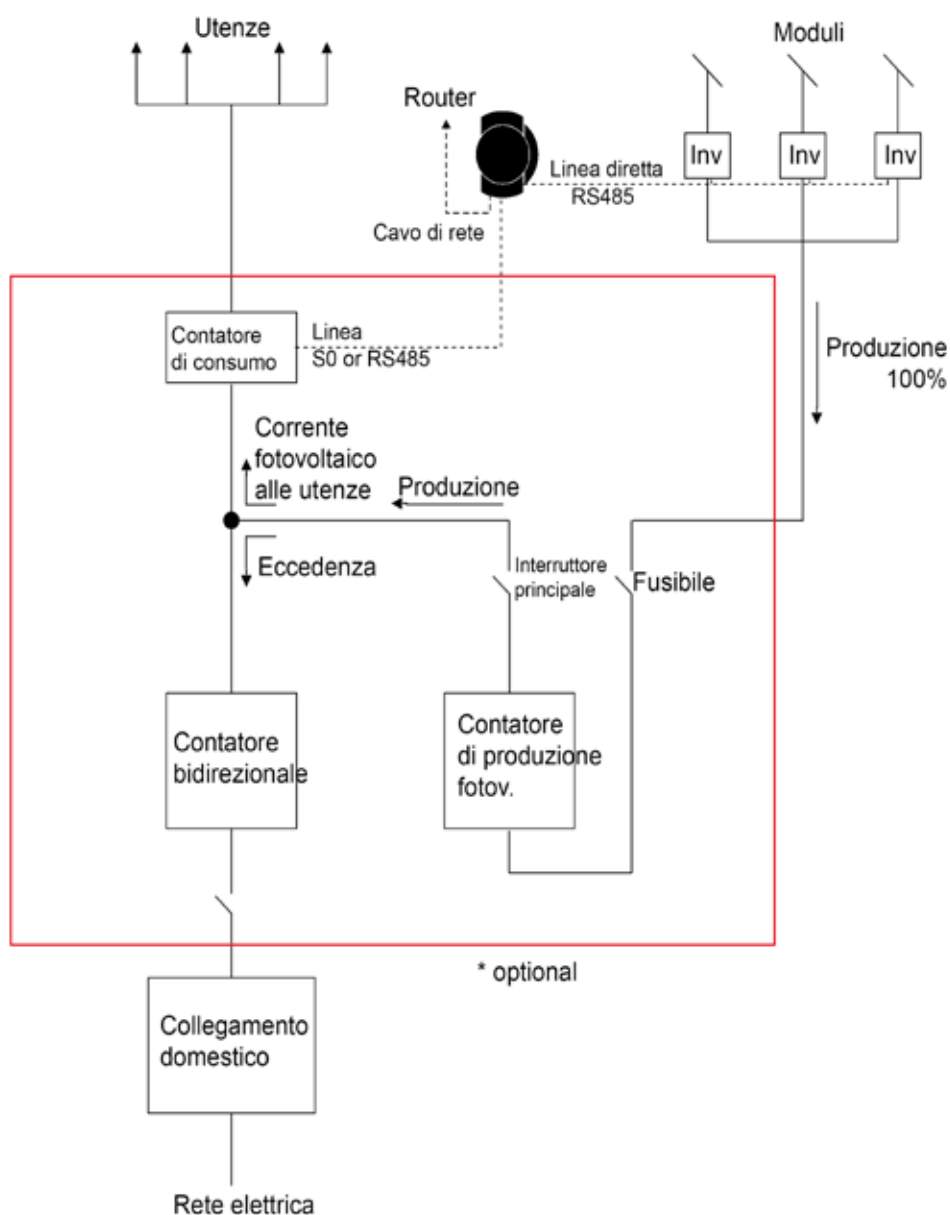 Utenze
Moduli
Router
Inv
Inv
Inv
Linea diretta
RS485
Cavo di rete
Contatore
di consumo
Linea
S0 or RS485
Produzione
100%
Corrente
fotovoltaico
alle utenze
Produzione
Eccedenza
Interruttore
principale
Fusibile
Contatore
bidirezionale
Contatore
di produzione
fotov.
* optional
Collegamento
domestico
Rete elettrica